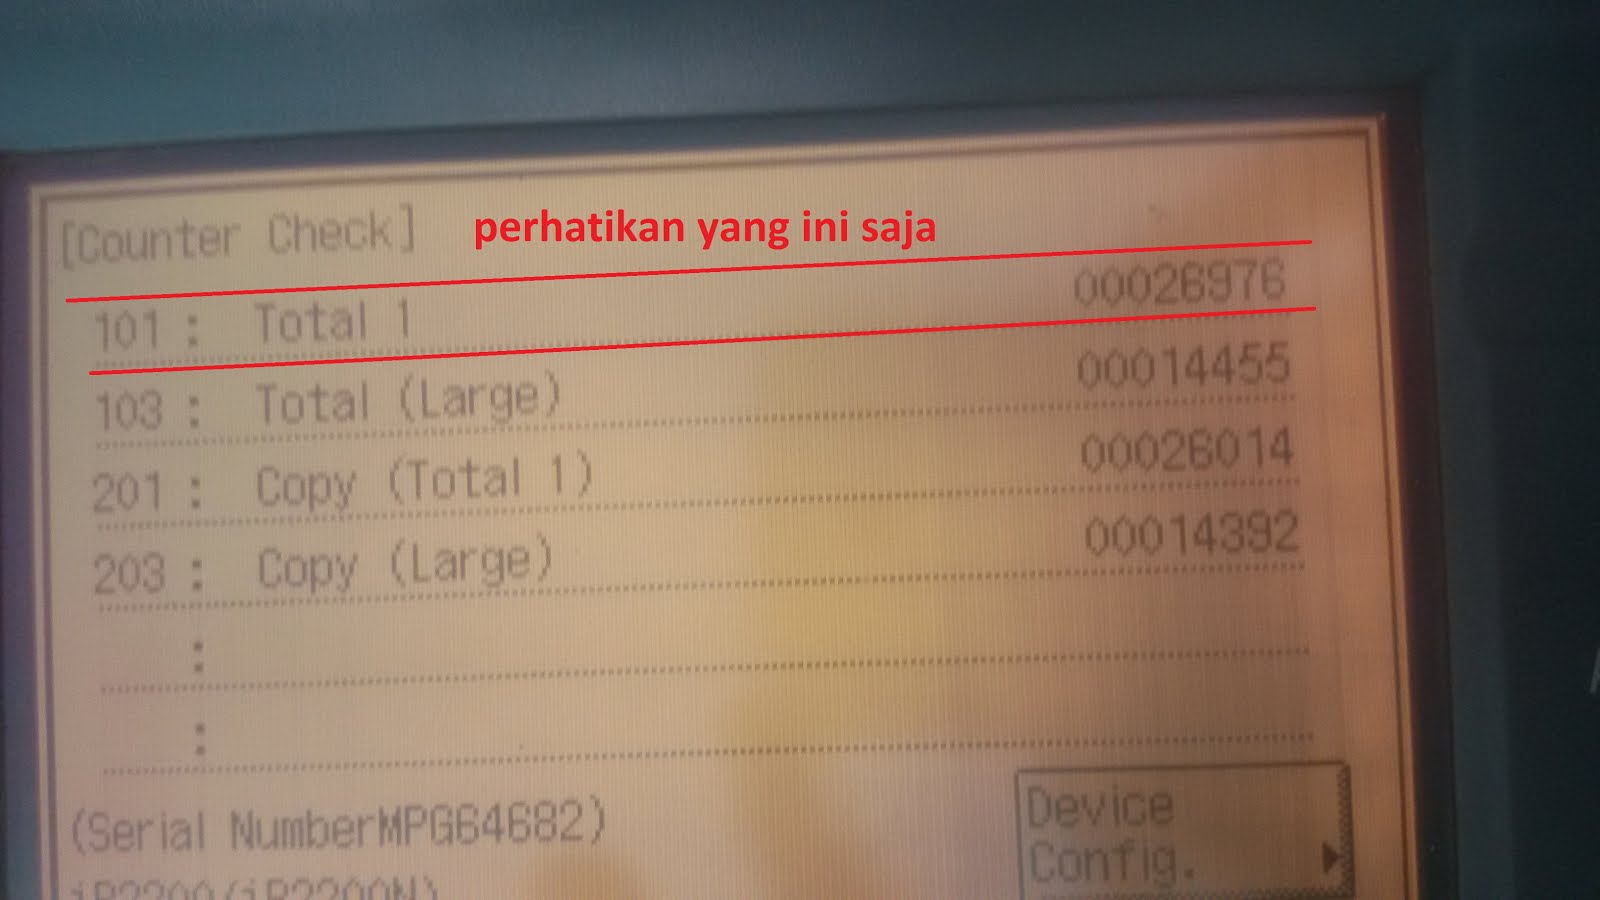 [Counter Check]
perhatikan yang ini saja
101 : Total 1 00026976
103 : Total (Large) 00014455
201 : Copy (Total 1) 00026014
203 : Copy (Large) 00014392
:
:
(Serial NumberMPG64682)
Device
Config.
iR2200/iR2200N)